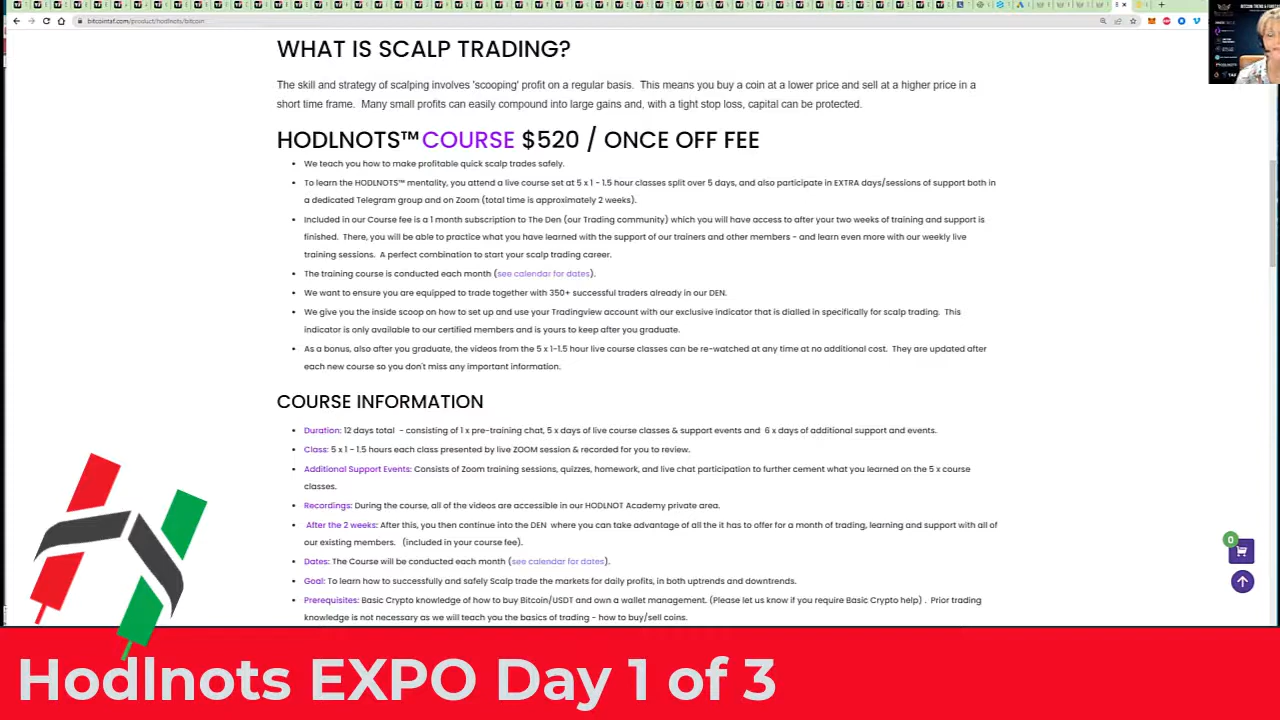 bitcointaf.com/product/hodlnots/bitcoin
WHAT IS SCALP TRADING?
The skill and strategy of scalping involves 'scooping' profit on a regular basis.  This means you buy a coin at a lower price and sell at a higher price in a
short time frame.  Many small profits can easily compound into large gains and, with a tight stop loss, capital can be protected.
HODLNOTS™ COURSE $520 / ONCE OFF FEE
We teach you how to make profitable quick scalp trades safely.
To learn the HODLNOTS™ mentality, you attend a live course set at 5 x 1 - 1.5 hour classes split over 5 days, and also participate in EXTRA days/sessions of support both in
a dedicated Telegram group and on Zoom (total time is approximately 2 weeks).
Included in our Course fee is a 1 month subscription to The Den (our Trading community) which you will have access to after your two weeks of training and support is
finished.  There, you will be able to practice what you have learned with the support of our trainers and other members - and learn even more with our weekly live
training sessions.  A perfect combination to start your scalp trading career.
The training course is conducted each month (see calendar for dates).
We want to ensure you are equipped to trade together with 350+ successful traders already in our DEN.
We give you the inside scoop on how to set up and use your Tradingview account with our exclusive indicator that is dialled in specifically for scalp trading.  This
indicator is only available to our certified members and is yours to keep after you graduate.
As a bonus, also after you graduate, the videos from the 5 x 1-1.5 hour live course classes can be re-watched at any time at no additional cost.  They are updated after
each new course so you don't miss any important information.
COURSE INFORMATION
Duration: 12 days total  - consisting of 1 x pre-training chat, 5 x days of live course classes & support events and  6 x days of additional support and events.
Class: 5 x 1 - 1.5 hours each class presented by live ZOOM session & recorded for you to review.
Additional Support Events: Consists of Zoom training sessions, quizzes, homework, and live chat participation to further cement what you learned on the 5 x course
classes.
Recordings: During the course, all of the videos are accessible in our HODLNOT Academy private area.
After the 2 weeks: After this, you then continue into the DEN  where you can take advantage of all the it has to offer for a month of trading, learning and support with all of
our existing members.   (included in your course fee).
Dates: The Course will be conducted each month (see calendar for dates).
Goal: To learn how to successfully and safely Scalp trade the markets for daily profits, in both uptrends and downtrends.
Prerequisites: Basic Crypto knowledge of how to buy Bitcoin/USDT and own a wallet management. (Please let us know if you require Basic Crypto help) .  Prior trading
knowledge is not necessary as we will teach you the basics of trading - how to buy/sell coins.
0
Hodlnots EXPO Day 1 of 3